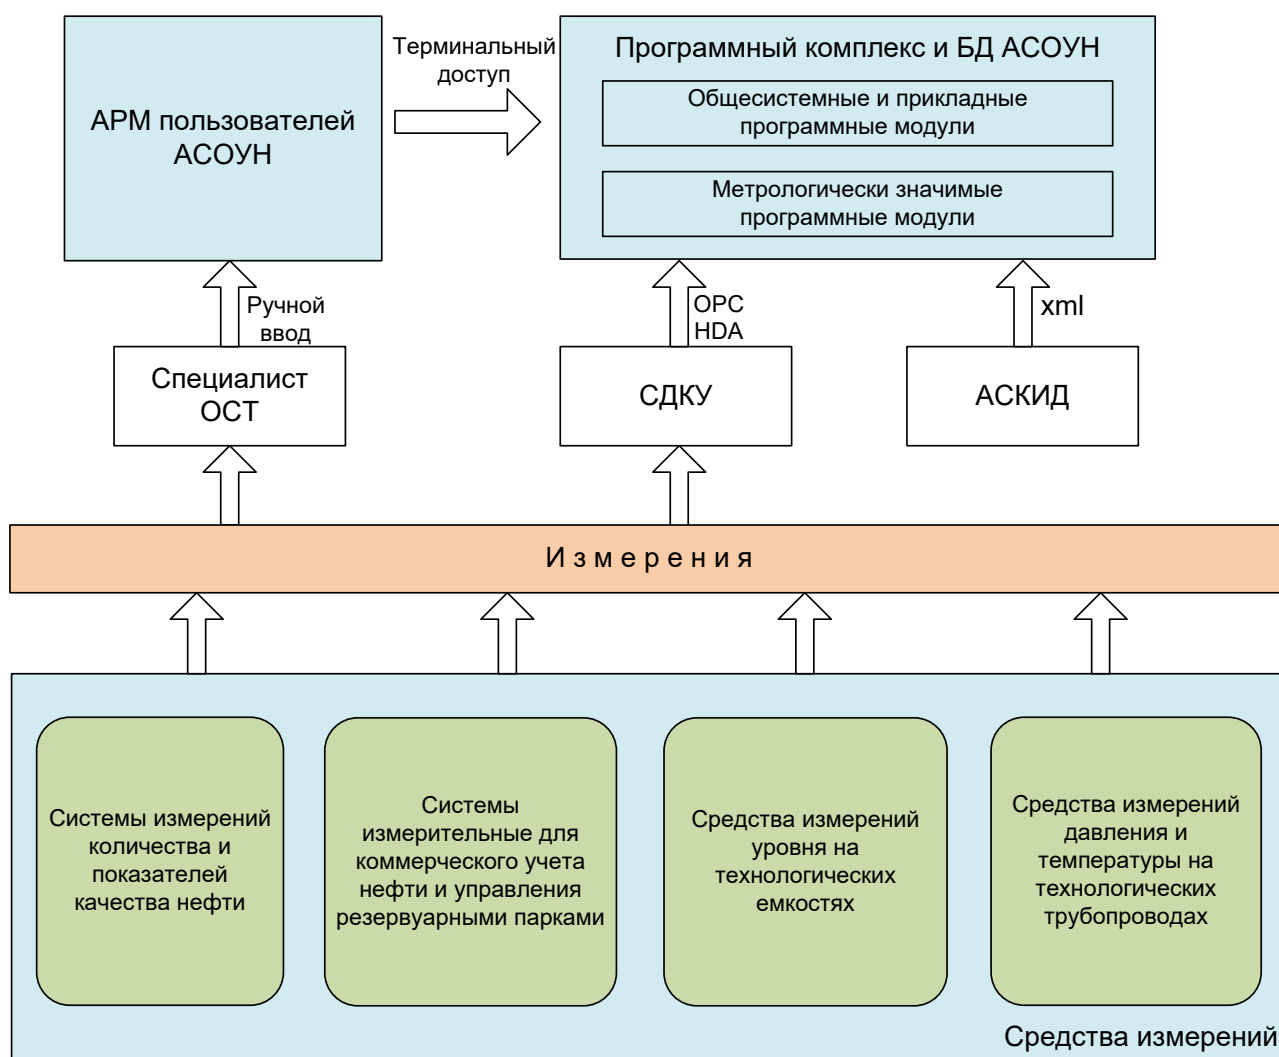 АРМ пользователей
АСОУН
Терминальный
доступ
Программный комплекс и БД АСОУН
Общесистемные и прикладные
программные модули
Метрологически значимые
программные модули
Ручной
ввод
OPC
HDA
xml
Специалист
ОСТ
СДКУ
АСКИД
И з м е р е н и я
Системы измерений
количества и
показателей
качества нефти
Системы
измерительные для
коммерческого учета
нефти и управления
резервуарными парками
Средства измерений
уровня на
технологических
емкостях
Средства измерений
давления и
температуры на
технологических
трубопроводах
Средства измерений